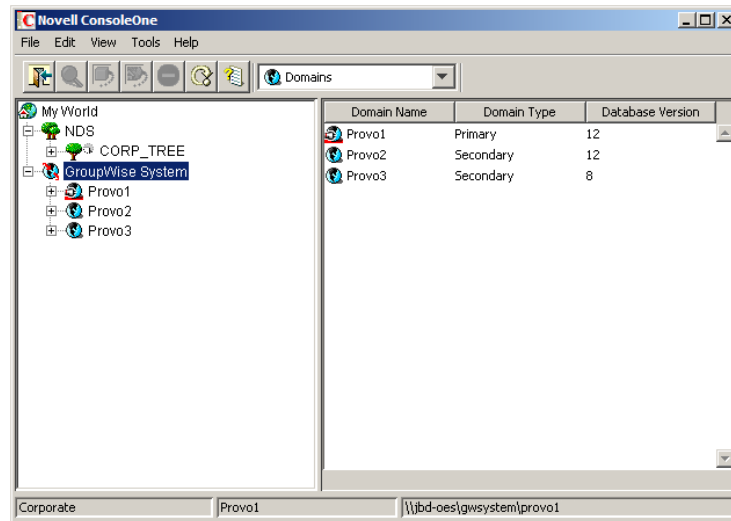 Novell ConsoleOne
File Edit View Tools Help
Domains
My World
NDS
CORP_TREE
GroupWise System
Provo1
Provo2
Provo3
Domain Name Domain Type Database Version
Provo1 Primary 12
Provo2 Secondary 12
Provo3 Secondary 8
Corporate Provo1 \\jbd-oes\gwsystem\provo1